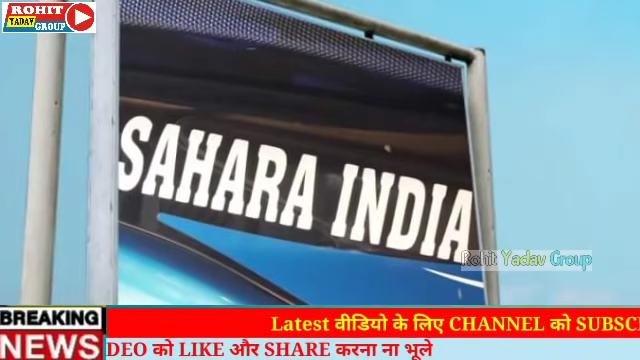 ROHIT
YADAV
GROUP
SAHARA INDIA
Rohit Yadav Group
BREAKING
NEWS
Latest वीडियो के लिए CHANNEL को SUBSC
DEO को LIKE और SHARE करना ना भूले